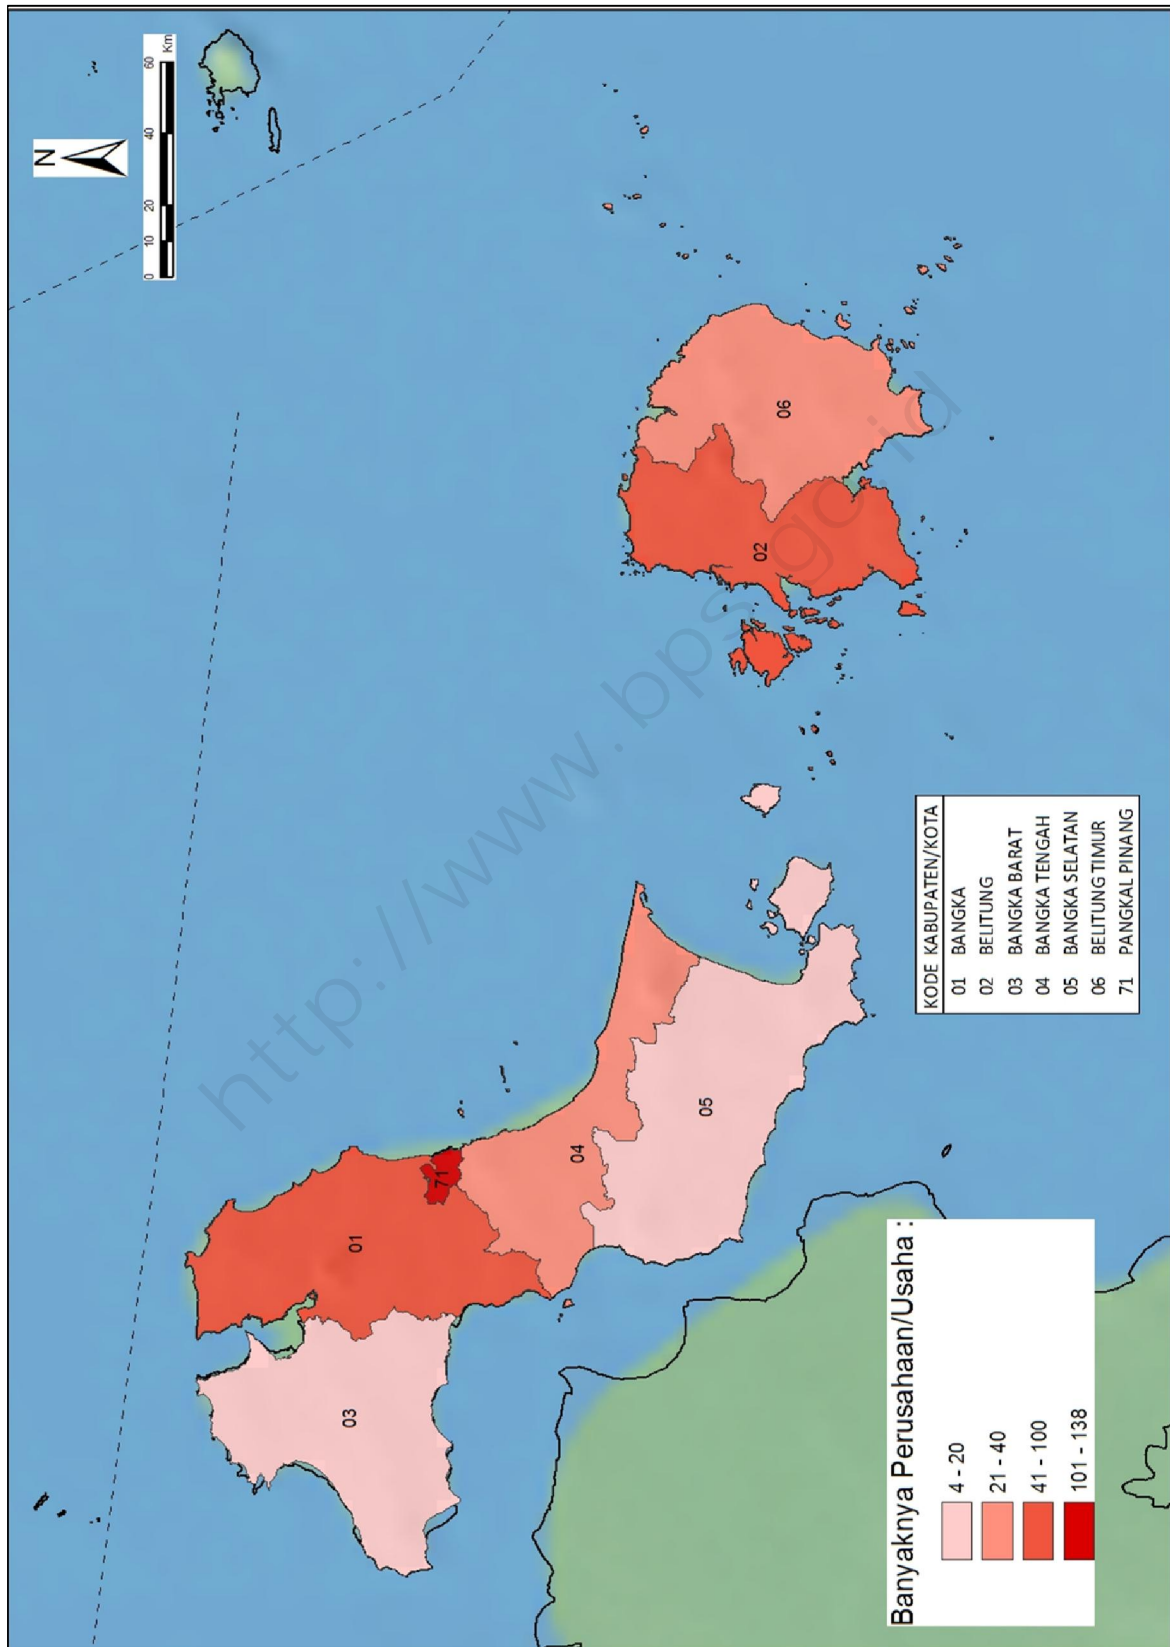 N
0 10 20 40 60 Km
03
01
71
04
05
02
06
http://www.bps.go.id
Banyaknya Perusahaan/Usaha :
4 - 20
21 - 40
41 - 100
101 - 138
KODE KABUPATEN/KOTA
01 BANGKA
02 BELITUNG
03 BANGKA BARAT
04 BANGKA TENGAH
05 BANGKA SELATAN
06 BELITUNG TIMUR
71 PANGKAL PINANG